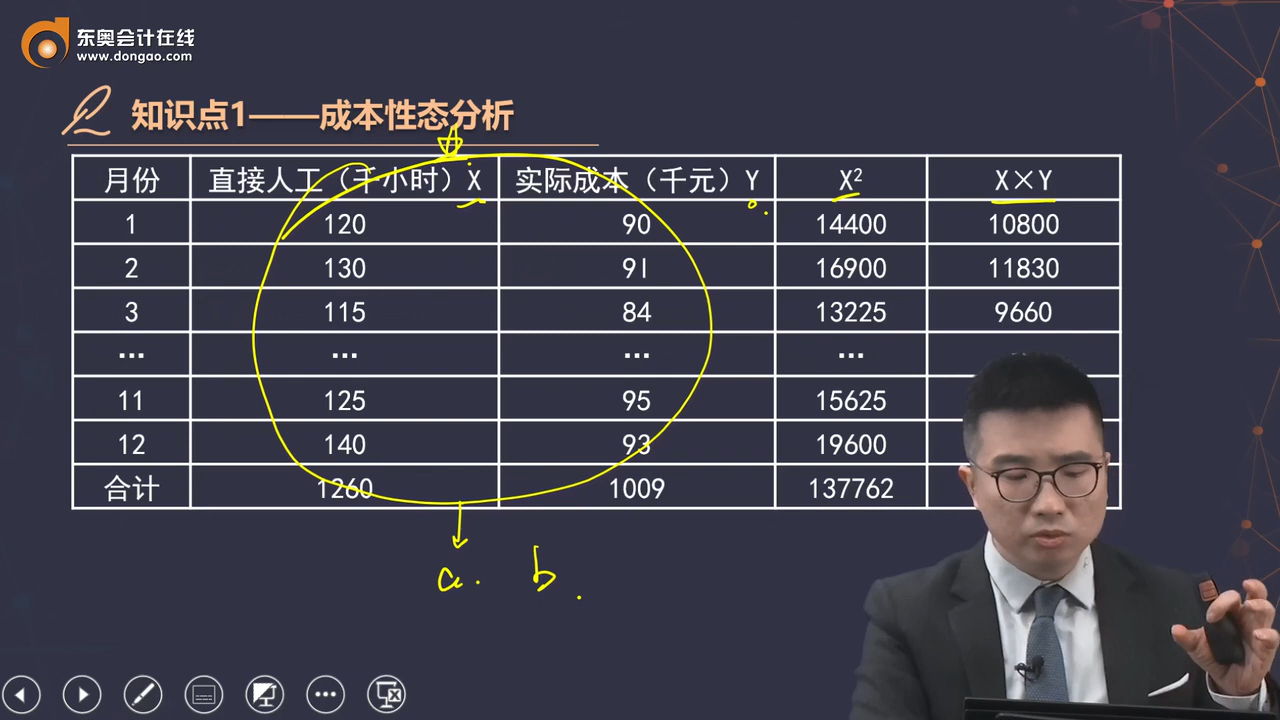 东奥会计在线
www.dongao.com
知识点1——成本性态分析
月份 直接人工（千小时）X 实际成本（千元）Y X² X×Y
1 120 90 14400 10800
2 130 91 16900 11830
3 115 84 13225 9660
… … … …
11 125 95 15625
12 140 93 19600
合计 1260 1009 137762
a. b.